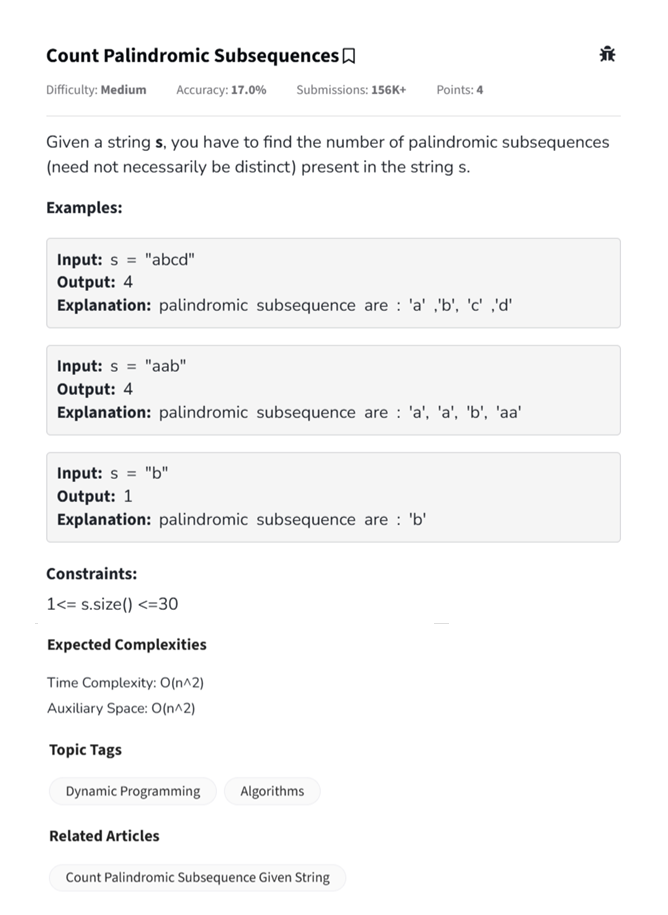 Count Palindromic Subsequences
Difficulty: Medium Accuracy: 17.0% Submissions: 156K+ Points: 4
Given a string s, you have to find the number of palindromic subsequences
(need not necessarily be distinct) present in the string s.
Examples:
Input: s = "abcd"
Output: 4
Explanation: palindromic subsequence are : 'a' ,'b', 'c' ,'d'
Input: s = "aab"
Output: 4
Explanation: palindromic subsequence are : 'a', 'a', 'b', 'aa'
Input: s = "b"
Output: 1
Explanation: palindromic subsequence are : 'b'
Constraints:
1<= s.size() <=30
Expected Complexities
Time Complexity: O(n^2)
Auxiliary Space: O(n^2)
Topic Tags
Dynamic Programming Algorithms
Related Articles
Count Palindromic Subsequence Given String